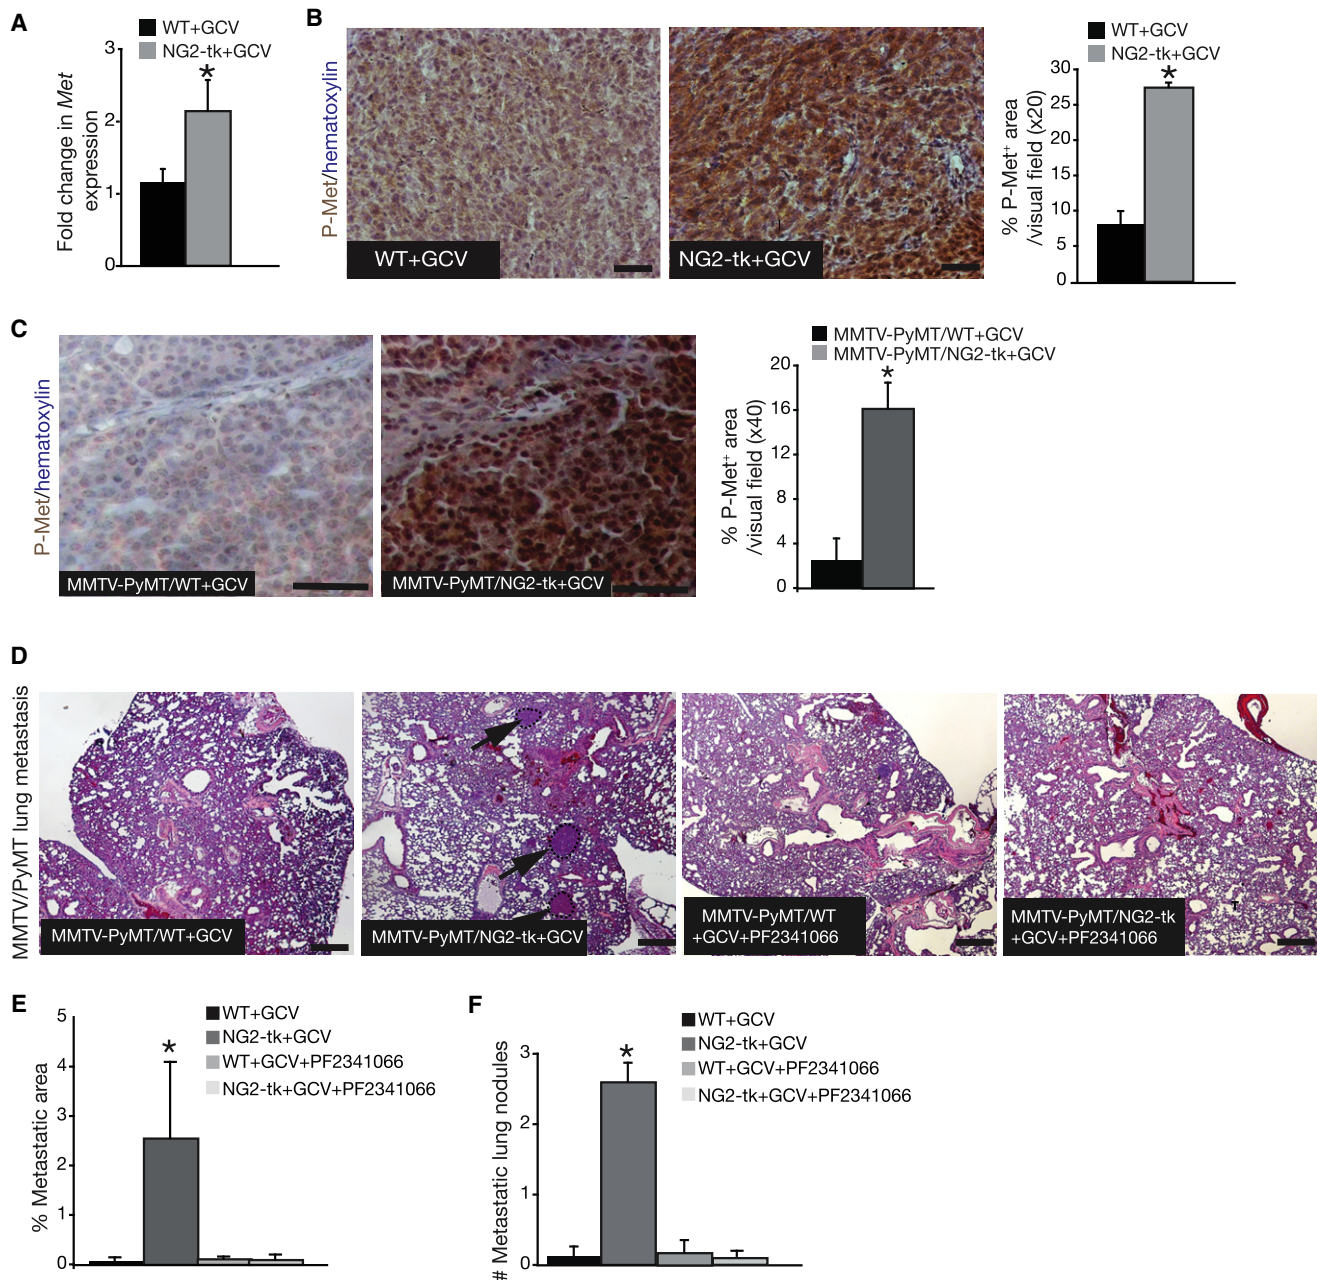 A
WT+GCV
NG2-tk+GCV
Fold change in Met
expression
3
2
1
0
*
B
P-Met/hematoxylin
WT+GCV
NG2-tk+GCV
WT+GCV
NG2-tk+GCV
% P-Met+ area
/visual field (x20)
30
25
20
15
10
5
0
*
C
P-Met/hematoxylin
MMTV-PyMT/WT+GCV
MMTV-PyMT/NG2-tk+GCV
MMTV-PyMT/WT+GCV
MMTV-PyMT/NG2-tk+GCV
% P-Met+ area
/visual field (x40)
20
16
12
8
4
0
*
D
MMTV/PyMT lung metastasis
MMTV-PyMT/WT+GCV
MMTV-PyMT/NG2-tk+GCV
MMTV-PyMT/WT
+GCV+PF2341066
T
MMTV-PyMT/NG2-tk
+GCV+PF2341066
E
% Metastatic area
5
4
3
2
1
0
*
WT+GCV
NG2-tk+GCV
WT+GCV+PF2341066
NG2-tk+GCV+PF2341066
F
# Metastatic lung nodules
3
2
1
0
*
WT+GCV
NG2-tk+GCV
WT+GCV+PF2341066
NG2-tk+GCV+PF2341066